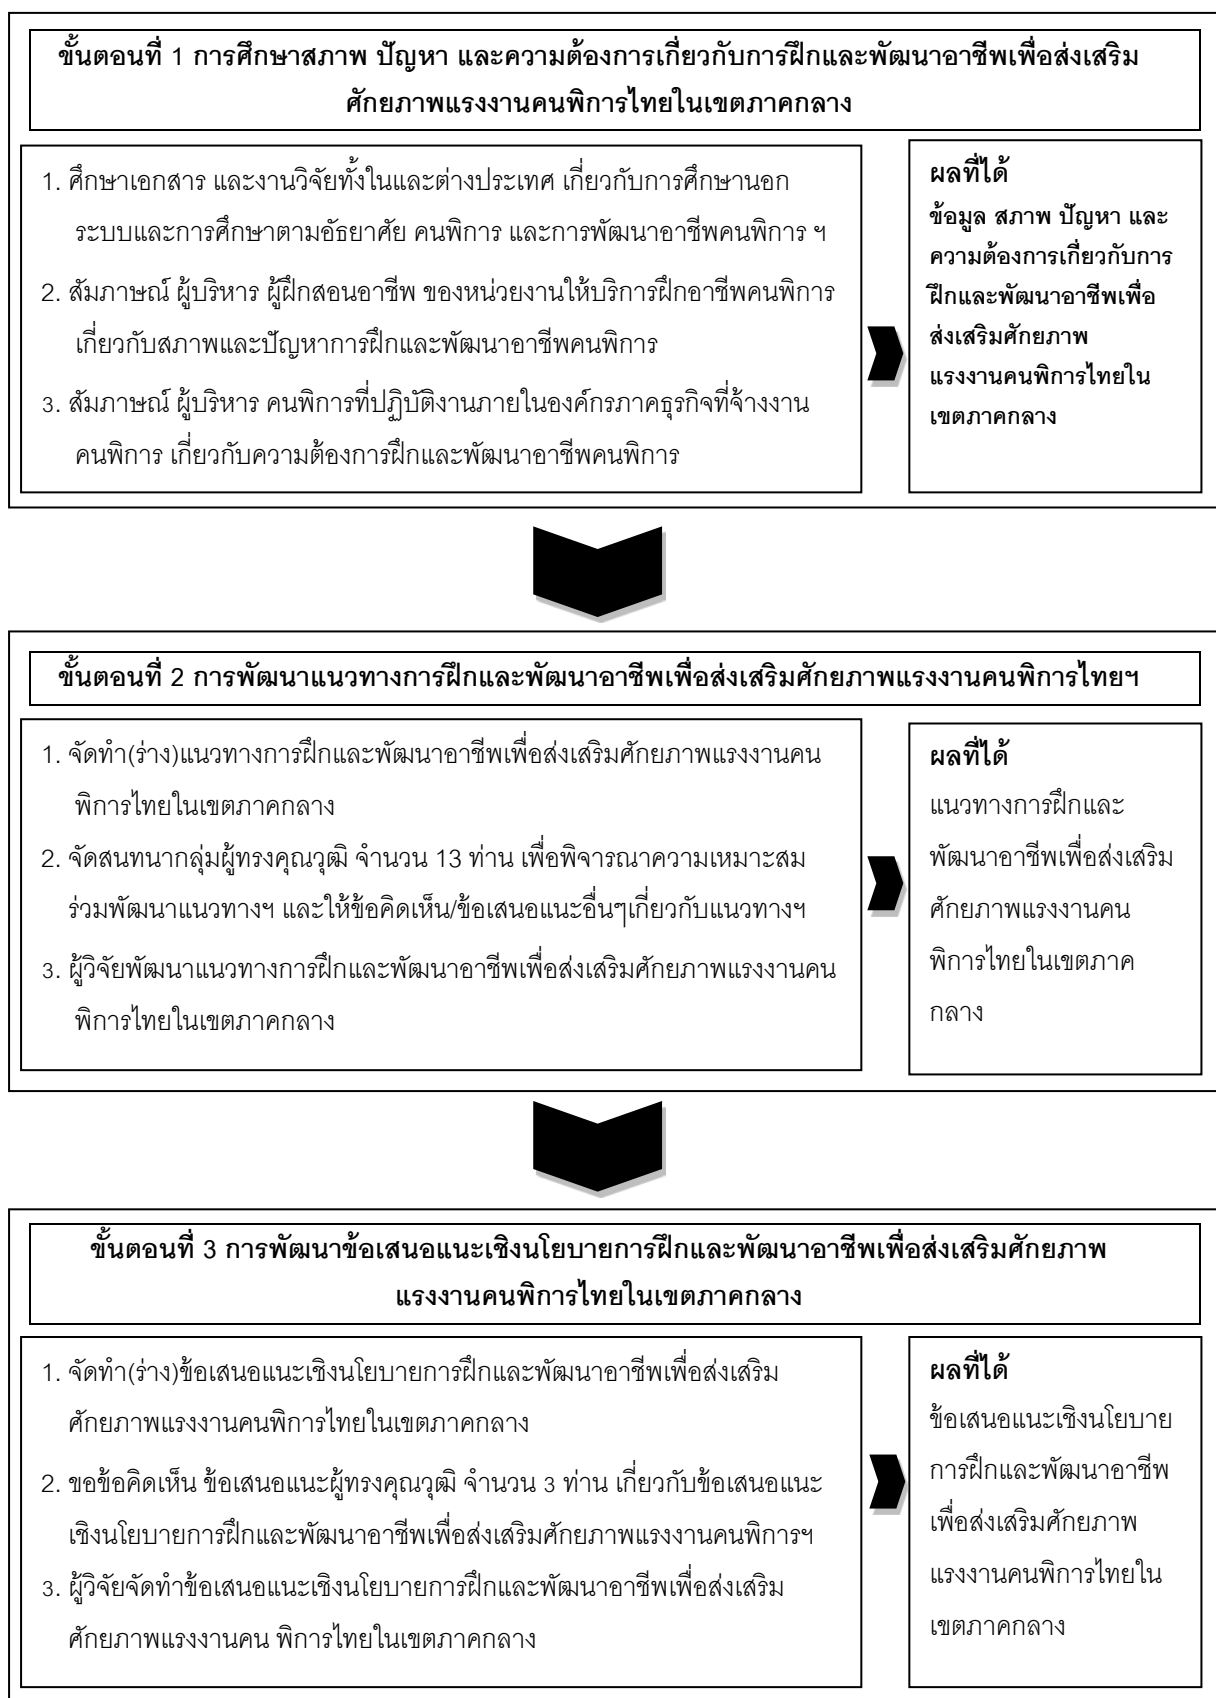 ขั้นตอนที่ 1 การศึกษาสภาพ ปัญหา และความต้องการเกี่ยวกับการฝึกและพัฒนาอาชีพเพื่อส่งเสริม
ศักยภาพแรงงานคนพิการไทยในเขตภาคกลาง
1. ศึกษาเอกสาร และงานวิจัยทั้งในและต่างประเทศ เกี่ยวกับการศึกษานอก
ระบบและการศึกษาตามอัธยาศัย คนพิการ และการพัฒนาอาชีพคนพิการ ฯ
2. สัมภาษณ์ ผู้บริหาร ผู้ฝึกสอนอาชีพ ของหน่วยงานให้บริการฝึกอาชีพคนพิการ
เกี่ยวกับสภาพและปัญหาการฝึกและพัฒนาอาชีพคนพิการ
3. สัมภาษณ์ ผู้บริหาร คนพิการที่ปฏิบัติงานภายในองค์กรภาคธุรกิจที่จ้างงาน
คนพิการ เกี่ยวกับความต้องการฝึกและพัฒนาอาชีพคนพิการ
ผลที่ได้
ข้อมูล สภาพ ปัญหา และ
ความต้องการเกี่ยวกับการ
ฝึกและพัฒนาอาชีพเพื่อ
ส่งเสริมศักยภาพ
แรงงานคนพิการไทยใน
เขตภาคกลาง
ขั้นตอนที่ 2 การพัฒนาแนวทางการฝึกและพัฒนาอาชีพเพื่อส่งเสริมศักยภาพแรงงานคนพิการไทยฯ
1. จัดทำ(ร่าง)แนวทางการฝึกและพัฒนาอาชีพเพื่อส่งเสริมศักยภาพแรงงานคน
พิการไทยในเขตภาคกลาง
2. จัดสนทนากลุ่มผู้ทรงคุณวุฒิ จำนวน 13 ท่าน เพื่อพิจารณาความเหมาะสม
ร่วมพัฒนาแนวทางฯ และให้ข้อคิดเห็น/ข้อเสนอแนะอื่นๆเกี่ยวกับแนวทางฯ
3. ผู้วิจัยพัฒนาแนวทางการฝึกและพัฒนาอาชีพเพื่อส่งเสริมศักยภาพแรงงานคน
พิการไทยในเขตภาคกลาง
ผลที่ได้
แนวทางการฝึกและ
พัฒนาอาชีพเพื่อส่งเสริม
ศักยภาพแรงงานคน
พิการไทยในเขตภาค
กลาง
ขั้นตอนที่ 3 การพัฒนาข้อเสนอแนะเชิงนโยบายการฝึกและพัฒนาอาชีพเพื่อส่งเสริมศักยภาพ
แรงงานคนพิการไทยในเขตภาคกลาง
1. จัดทำ(ร่าง)ข้อเสนอแนะเชิงนโยบายการฝึกและพัฒนาอาชีพเพื่อส่งเสริม
ศักยภาพแรงงานคนพิการไทยในเขตภาคกลาง
2. ขอข้อคิดเห็น ข้อเสนอแนะผู้ทรงคุณวุฒิ จำนวน 3 ท่าน เกี่ยวกับข้อเสนอแนะ
เชิงนโยบายการฝึกและพัฒนาอาชีพเพื่อส่งเสริมศักยภาพแรงงานคนพิการฯ
3. ผู้วิจัยจัดทำข้อเสนอแนะเชิงนโยบายการฝึกและพัฒนาอาชีพเพื่อส่งเสริม
ศักยภาพแรงงานคน พิการไทยในเขตภาคกลาง
ผลที่ได้
ข้อเสนอแนะเชิงนโยบาย
การฝึกและพัฒนาอาชีพ
เพื่อส่งเสริมศักยภาพ
แรงงานคนพิการไทยใน
เขตภาคกลาง